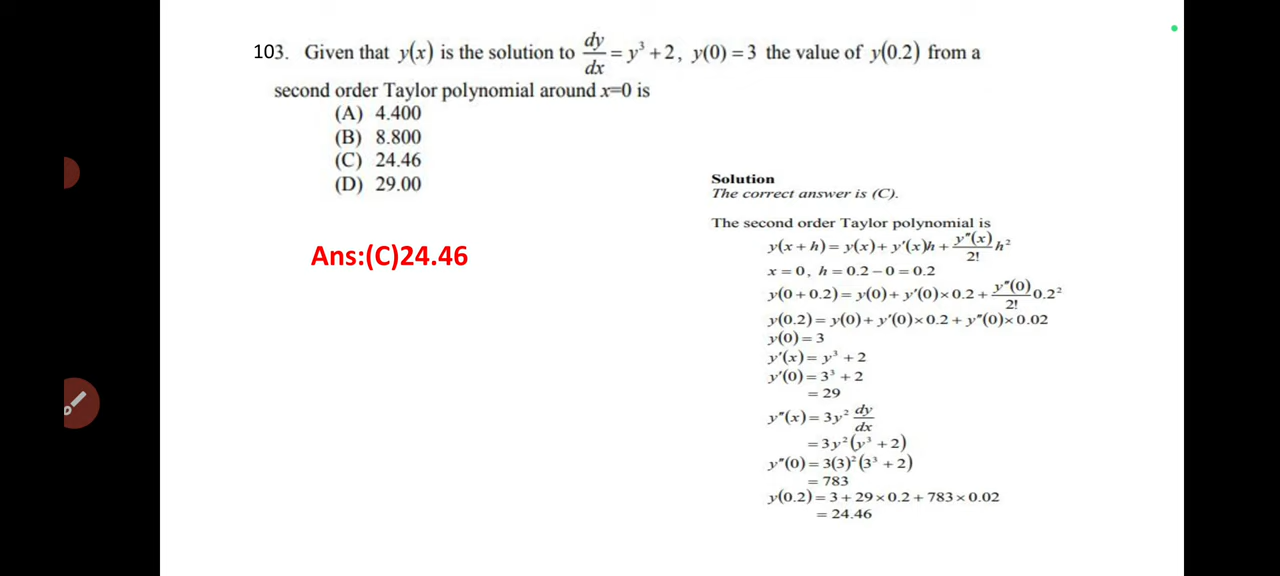 103. Given that y(x) is the solution to dy/dx = y³ + 2, y(0) = 3 the value of y(0.2) from a
second order Taylor polynomial around x=0 is
(A) 4.400
(B) 8.800
(C) 24.46
(D) 29.00
Ans:(C)24.46
Solution
The correct answer is (C).
The second order Taylor polynomial is
y(x + h) = y(x) + y′(x)h + y″(x)/2! h²
x = 0, h = 0.2 − 0 = 0.2
y(0 + 0.2) = y(0) + y′(0) × 0.2 + y″(0)/2! 0.2²
y(0.2) = y(0) + y′(0) × 0.2 + y″(0) × 0.02
y(0) = 3
y′(x) = y³ + 2
y′(0) = 3³ + 2
= 29
y″(x) = 3y² dy/dx
= 3y²(y³ + 2)
y″(0) = 3(3)²(3³ + 2)
= 783
y(0.2) = 3 + 29 × 0.2 + 783 × 0.02
= 24.46